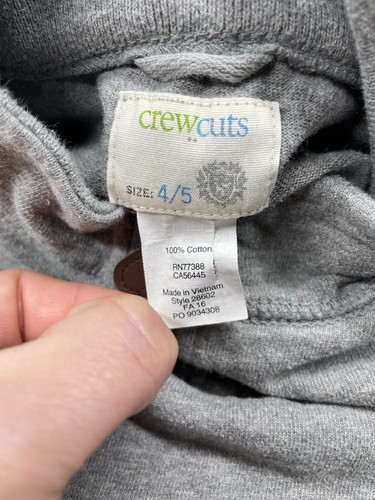 crewcuts
SIZE: 4/5
100% Cotton
RN77388
CA56445
Made in Vietnam
Style 28602
FA 16
PO 9034308